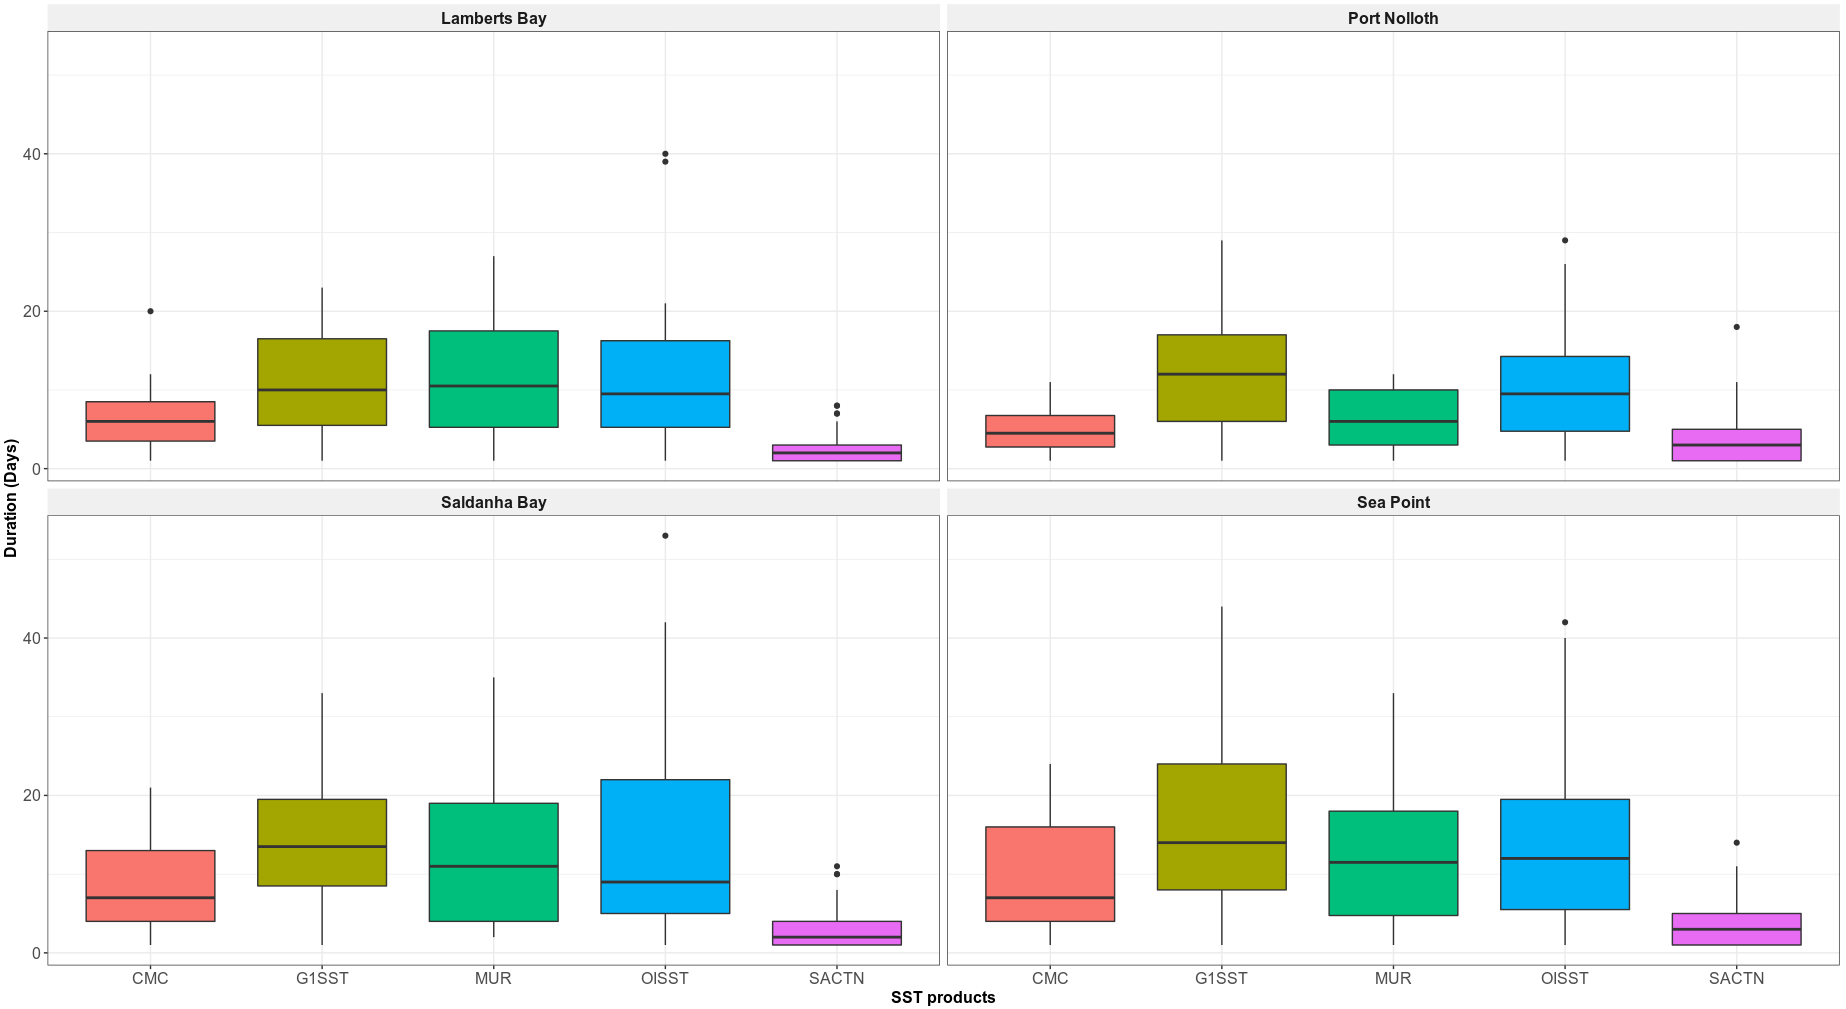 Lamberts Bay
Port Nolloth
40
20
0
Saldanha Bay
Sea Point
Duration (Days)
40
20
0
CMC G1SST MUR OISST SACTN
CMC G1SST MUR OISST SACTN
SST products